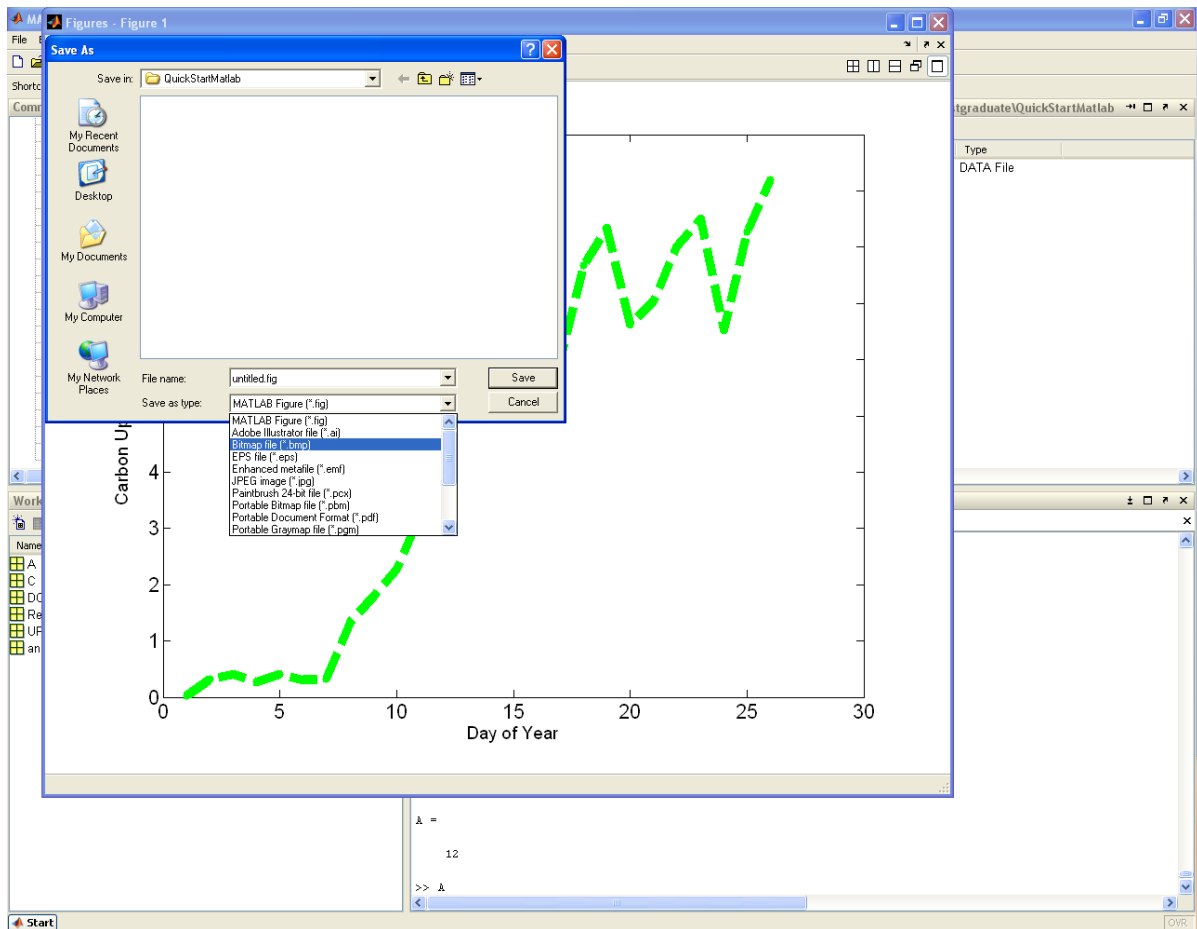 MA
Figures - Figure 1
File
Save As
Save in:
QuickStartMatlab
Shortc
Comm
tgraduate\QuickStartMatlab
My Recent
Documents
Desktop
My Documents
My Computer
My Network
Places
Type
DATA File
File name:
untitled.fig
Save
Save as type:
MATLAB Figure (*.fig)
Cancel
MATLAB Figure (*.fig)
Adobe Illustrator file (*.ai)
Bitmap file (*.bmp)
EPS file (*.eps)
Enhanced metafile (*.emf)
JPEG image (*.jpg)
Paintbrush 24-bit file (*.pcx)
Portable Bitmap file (*.pbm)
Portable Document Format (*.pdf)
Portable Graymap file (*.pgm)
Carbon Up
4
3
2
1
0
0 5 10 15 20 25 30
Day of Year
Work
Name
A
C
DO
Re
UP
an
A =
12
>> A
Start
OVR